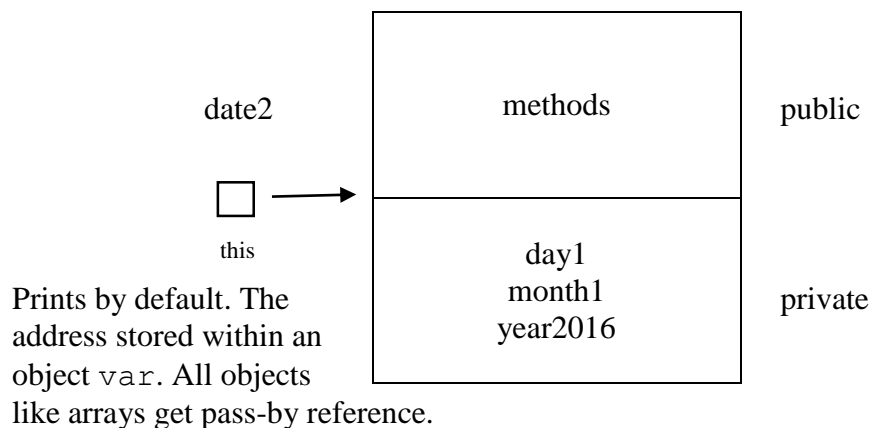 date2
methods
public
this
day1
month1
year2016
private
Prints by default. The
address stored within an
object var. All objects
like arrays get pass-by reference.